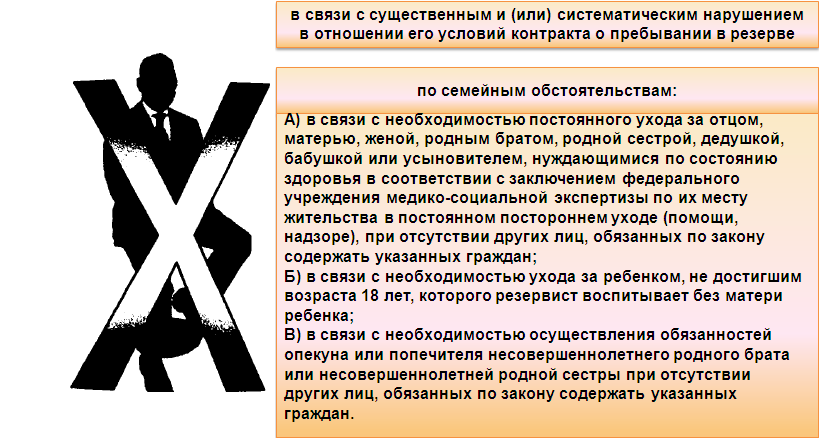 в связи с существенным и (или) систематическим нарушением
в отношении его условий контракта о пребывании в резерве
по семейным обстоятельствам:
А) в связи с необходимостью постоянного ухода за отцом,
матерью, женой, родным братом, родной сестрой, дедушкой,
бабушкой или усыновителем, нуждающимися по состоянию
здоровья в соответствии с заключением федерального
учреждения медико-социальной экспертизы по их месту
жительства в постоянном постороннем уходе (помощи,
надзоре), при отсутствии других лиц, обязанных по закону
содержать указанных граждан;
Б) в связи с необходимостью ухода за ребенком, не достигшим
возраста 18 лет, которого резервист воспитывает без матери
ребенка;
В) в связи с необходимостью осуществления обязанностей
опекуна или попечителя несовершеннолетнего родного брата
или несовершеннолетней родной сестры при отсутствии
других лиц, обязанных по закону содержать указанных
граждан.